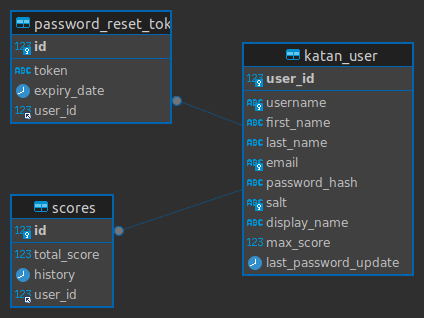 password_reset_tok
123 id
ABC token
expiry_date
123 user_id
katan_user
123 user_id
ABC username
ABC first_name
ABC last_name
ABC email
ABC password_hash
ABC salt
ABC display_name
123 max_score
last_password_update
scores
123 id
123 total_score
history
123 user_id